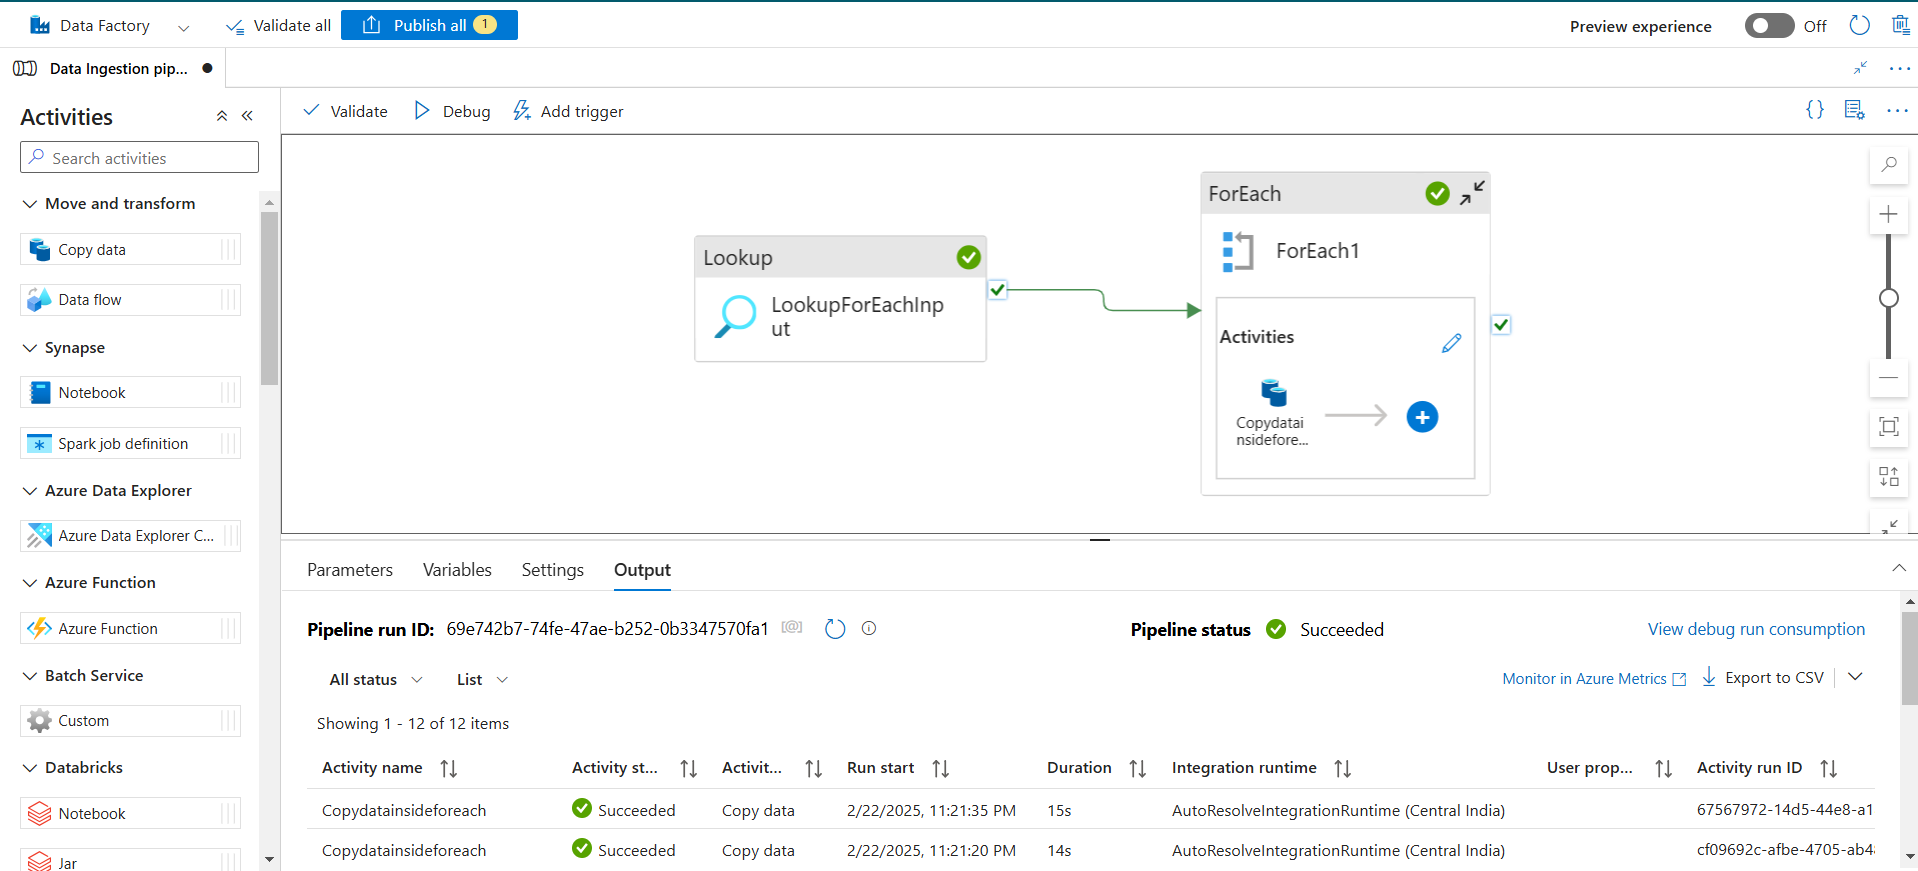 Data Factory
Validate all
Publish all 1
Preview experience
Off
Data Ingestion pip...
Activities
Search activities
Move and transform
Copy data
Data flow
Synapse
Notebook
Spark job definition
Azure Data Explorer
Azure Data Explorer C...
Azure Function
Azure Function
Batch Service
Custom
Databricks
Notebook
Jar
Validate
Debug
Add trigger
Lookup
LookupForEachInp
ut
ForEach
ForEach1
Activities
Copydatai
nsidefore...
Parameters
Variables
Settings
Output
Pipeline run ID: 69e742b7-74fe-47ae-b252-0b3347570fa1
Pipeline status Succeeded
View debug run consumption
All status
List
Monitor in Azure Metrics
Export to CSV
Showing 1 - 12 of 12 items
Activity name Activity st... Activit... Run start Duration Integration runtime User prop... Activity run ID
Copydatainsideforeach Succeeded Copy data 2/22/2025, 11:21:35 PM 15s AutoResolveIntegrationRuntime (Central India) 67567972-14d5-44e8-a1
Copydatainsideforeach Succeeded Copy data 2/22/2025, 11:21:20 PM 14s AutoResolveIntegrationRuntime (Central India) cf09692c-afbe-4705-ab4